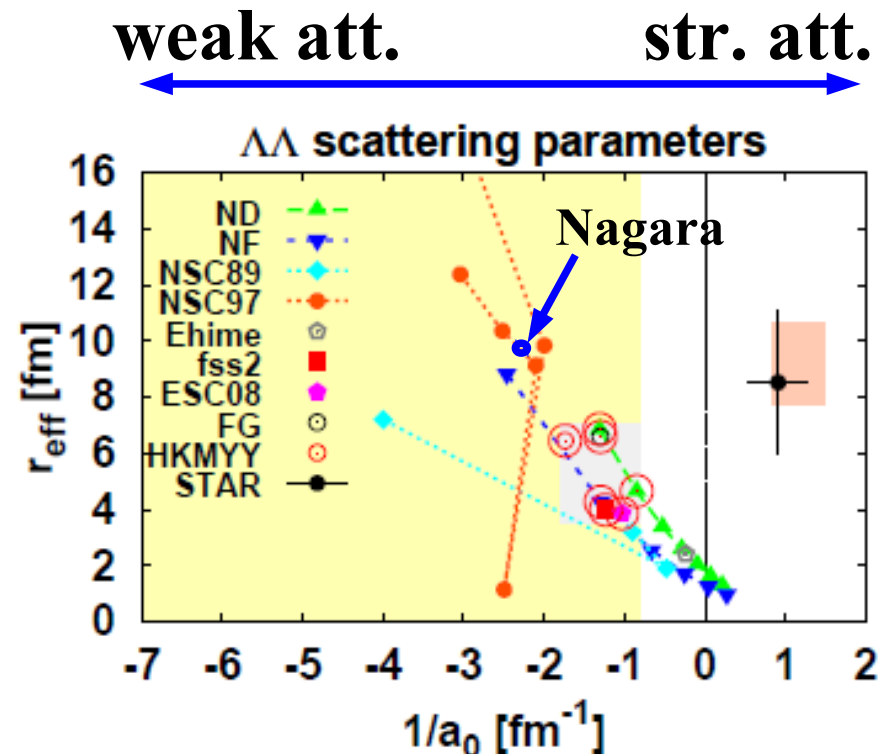 weak att. str. att.
ΛΛ scattering parameters
16
14
12
10
8
6
4
2
0
r_eff [fm]
ND
NF
NSC89
NSC97
Ehime
fss2
ESC08
FG
HKMYY
STAR
Nagara
-7 -6 -5 -4 -3 -2 -1 0 1 2
1/a₀ [fm⁻¹]